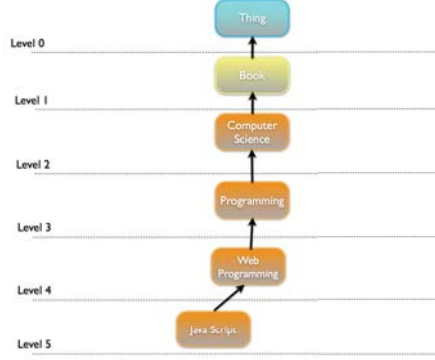 Thing
Level 0
Book
Level 1
Computer
Science
Level 2
Programming
Level 3
Web
Programming
Level 4
Java Script
Level 5